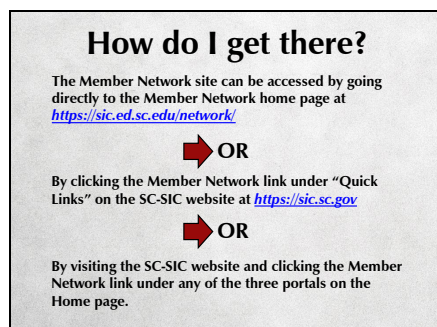 How do I get there?
The Member Network site can be accessed by going
directly to the Member Network home page at
https://sic.ed.sc.edu/network/
OR
By clicking the Member Network link under “Quick
Links” on the SC-SIC website at https://sic.sc.gov
OR
By visiting the SC-SIC website and clicking the Member
Network link under any of the three portals on the
Home page.